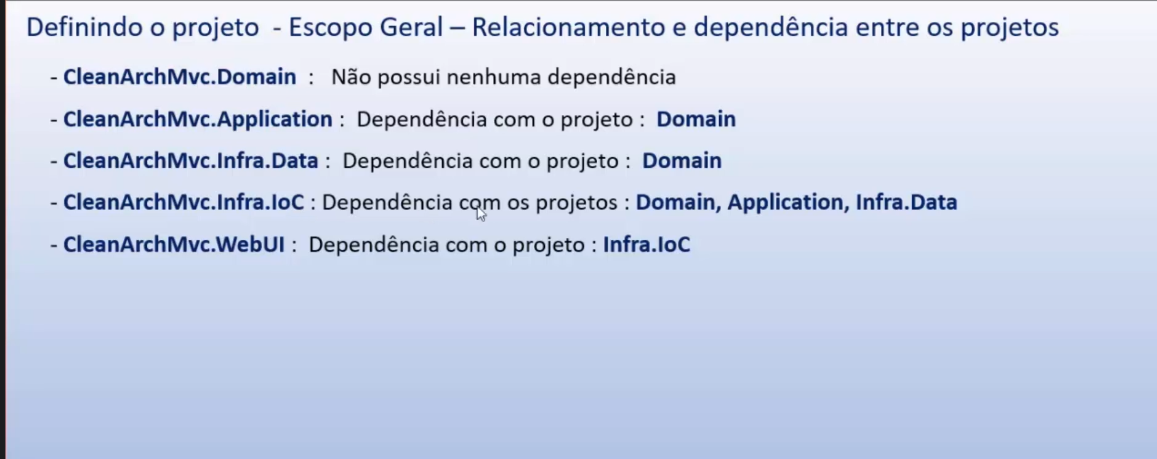 Definindo o projeto - Escopo Geral – Relacionamento e dependência entre os projetos
- CleanArchMvc.Domain : Não possui nenhuma dependência
- CleanArchMvc.Application : Dependência com o projeto : Domain
- CleanArchMvc.Infra.Data : Dependência com o projeto : Domain
- CleanArchMvc.Infra.IoC : Dependência com os projetos : Domain, Application, Infra.Data
- CleanArchMvc.WebUI : Dependência com o projeto : Infra.IoC